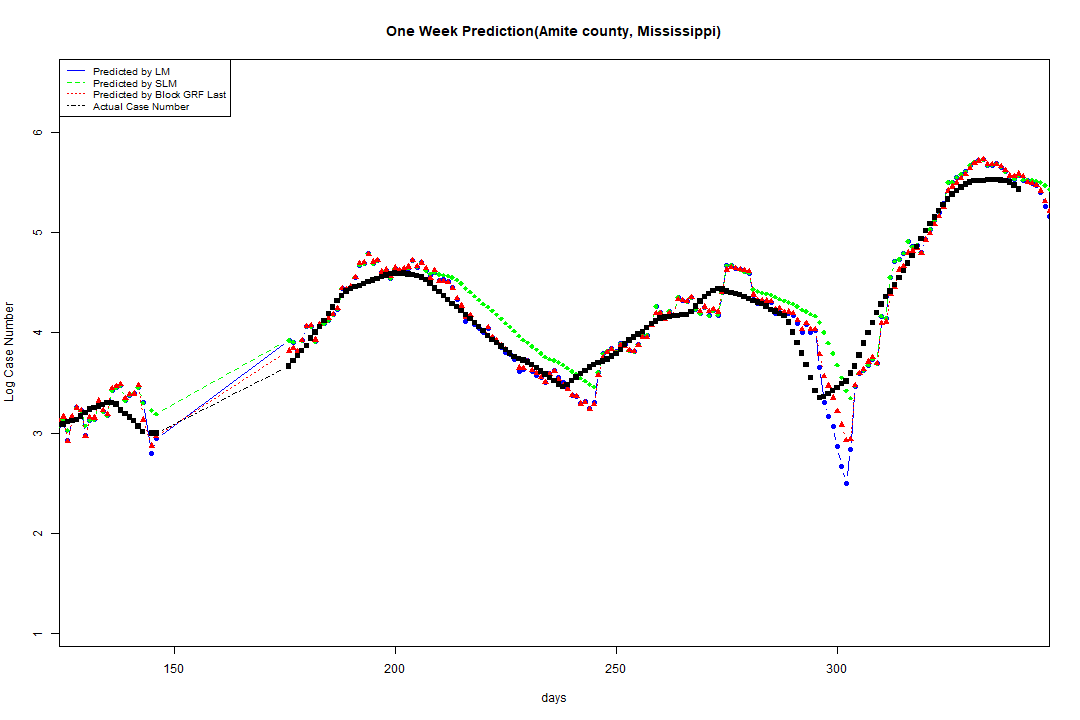 One Week Prediction(Amite county, Mississippi)
Predicted by LM
Predicted by SLM
Predicted by Block GRF Last
Actual Case Number
6
5
4
3
2
1
Log Case Number
150 200 250 300
days